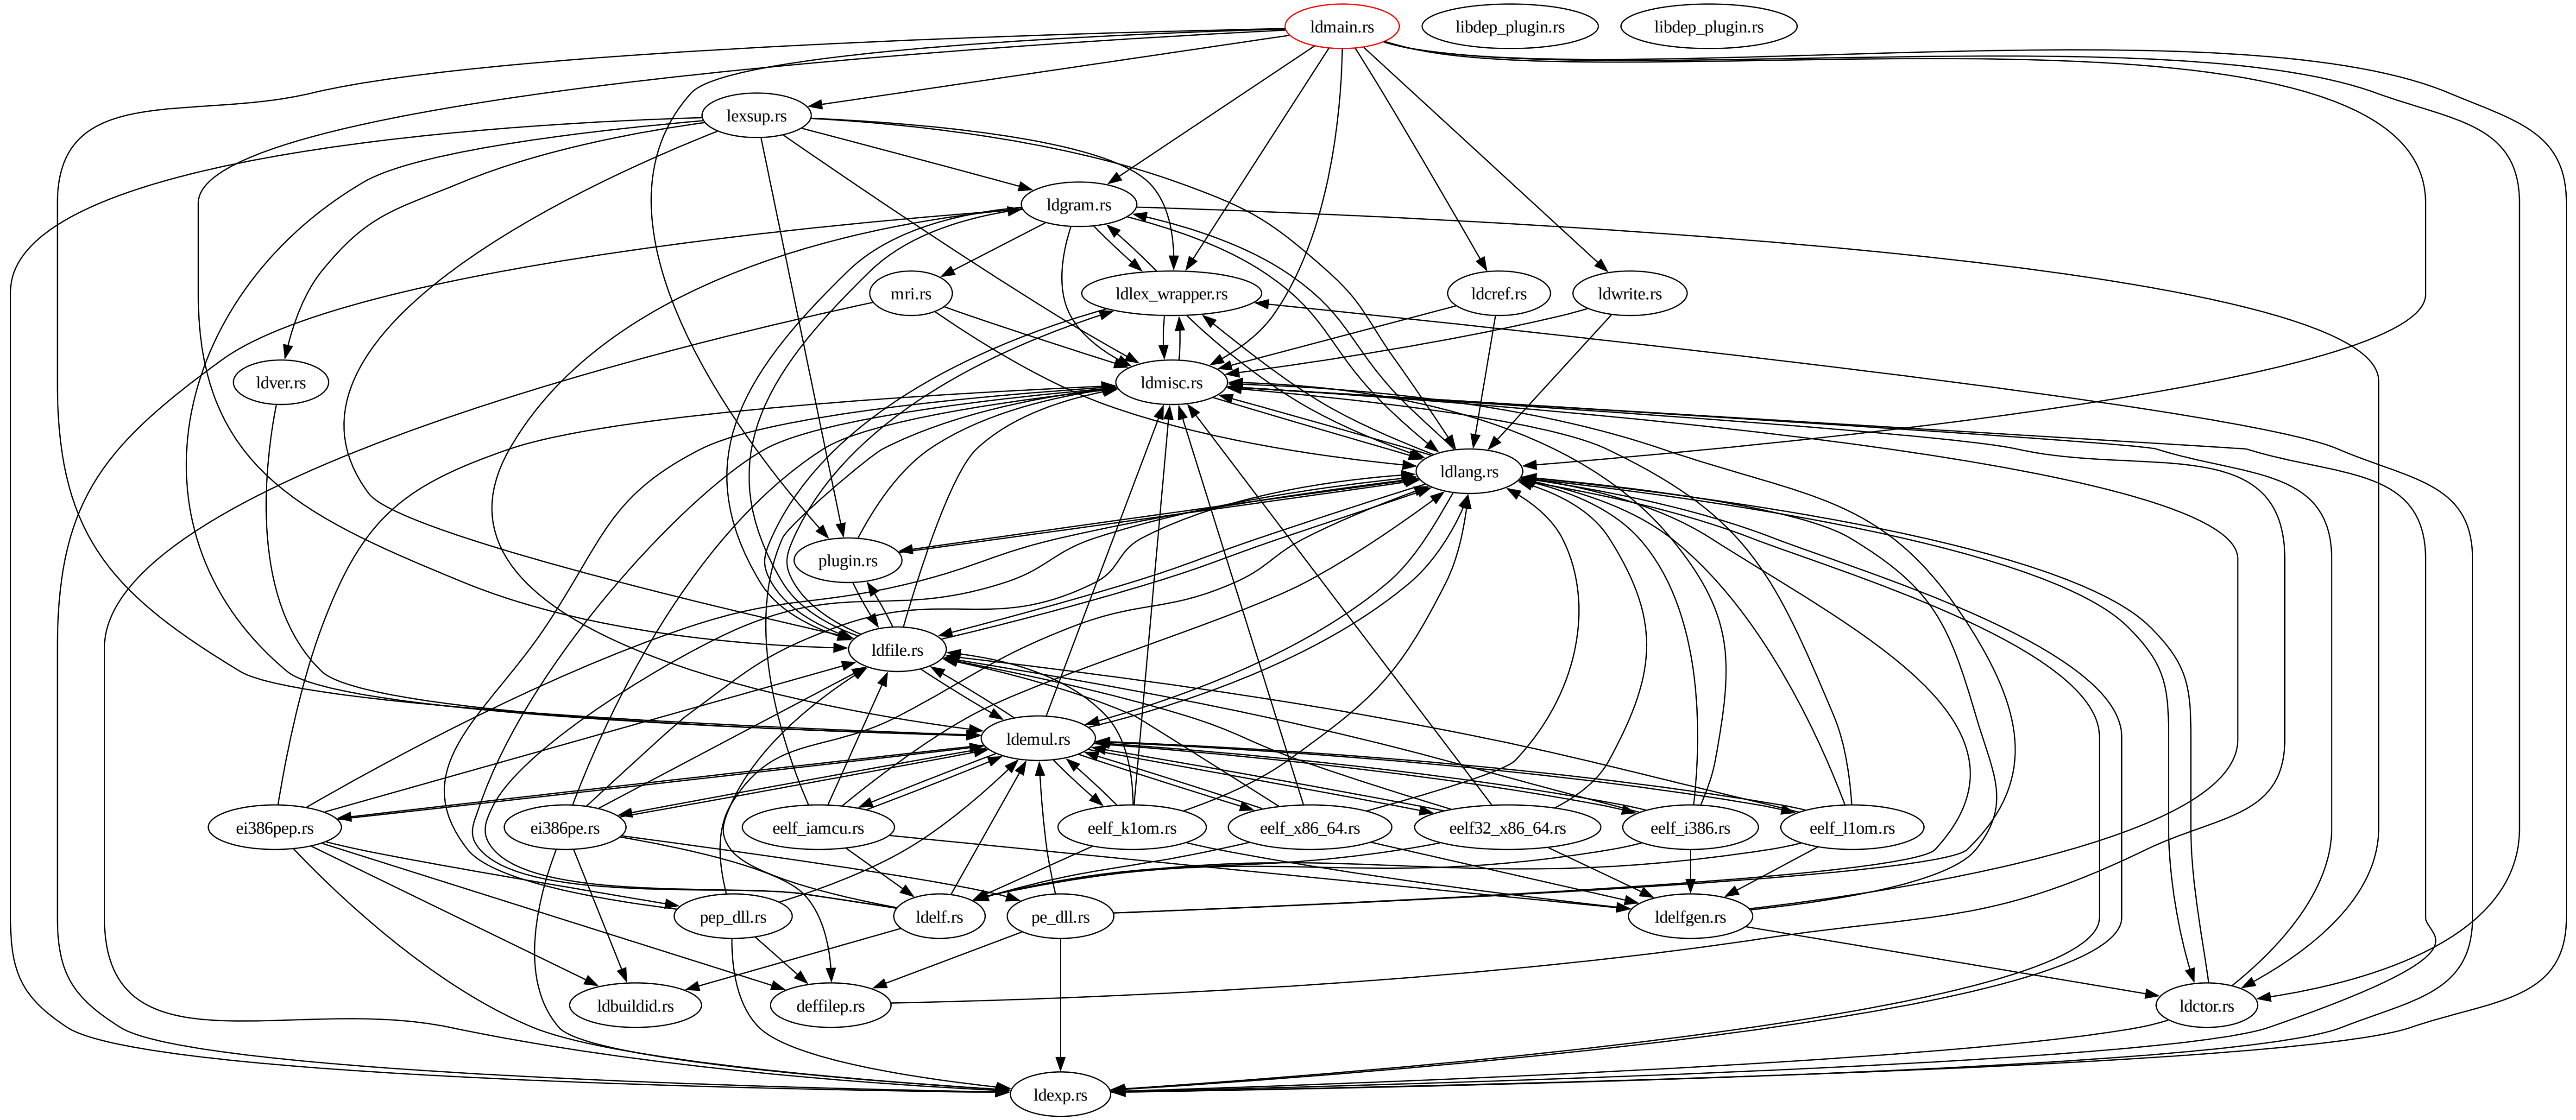 ldmain.rs
libdep_plugin.rs
libdep_plugin.rs
lexsup.rs
ldgram.rs
mri.rs
ldlex_wrapper.rs
ldcref.rs
ldwrite.rs
ldver.rs
ldmisc.rs
ldlang.rs
plugin.rs
ldfile.rs
ldemul.rs
ei386pep.rs
ei386pe.rs
eelf_iamcu.rs
eelf_k1om.rs
eelf_x86_64.rs
eelf32_x86_64.rs
eelf_i386.rs
eelf_l1om.rs
pep_dll.rs
ldelf.rs
pe_dll.rs
ldelfgen.rs
ldbuildid.rs
deffilep.rs
ldctor.rs
ldexp.rs